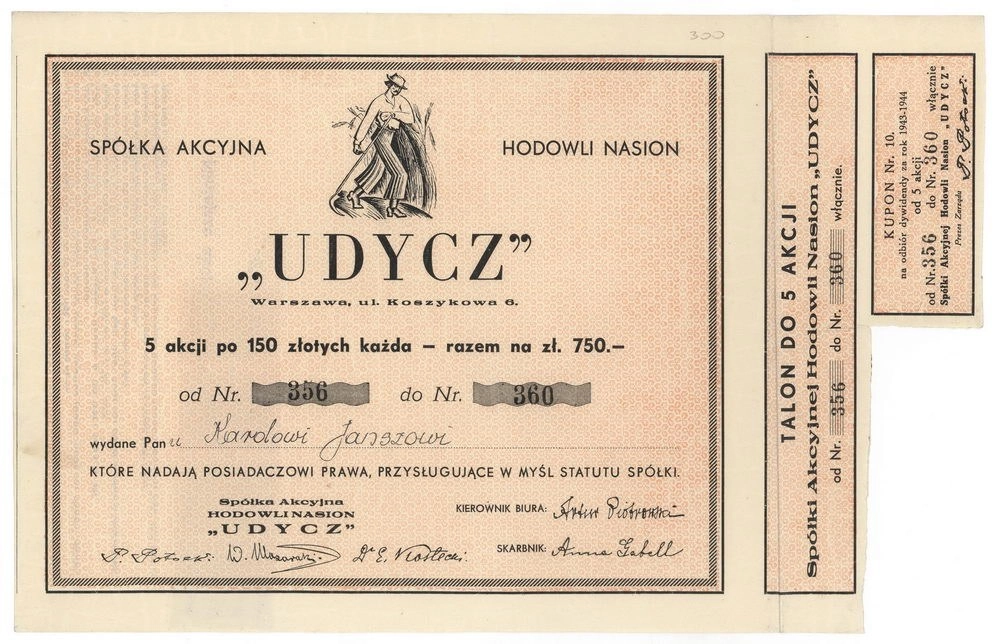 300
SPÓŁKA AKCYJNA
HODOWLI NASION
„UDYCZ”
Warszawa, ul. Koszykowa 6.
5 akcji po 150 złotych każda – razem na zł. 750.–
od Nr. 356 do Nr. 360
wydane Panu Karolowi Janszowi
KTÓRE NADAJĄ POSIADACZOWI PRAWA, PRZYSŁUGUJĄCE W MYŚL STATUTU SPÓŁKI.
Spółka Akcyjna
HODOWLI NASION
„UDYCZ”
KIEROWNIK BIURA: Artur Piotrowski
SKARBNIK: Anna Gabell
TALON DO 5 AKCJI
Spółki Akcyjnej Hodowli Nasion „UDYCZ”
od Nr. 356 do Nr. 360 włącznie.
KUPON Nr. 10.
na odbiór dywidendy za rok 1943-1944
od 5 akcji
od Nr. 356 do Nr. 360 włącznie
Spółki Akcyjnej Hodowli Nasion „UDYCZ”
Prezes Zarządu